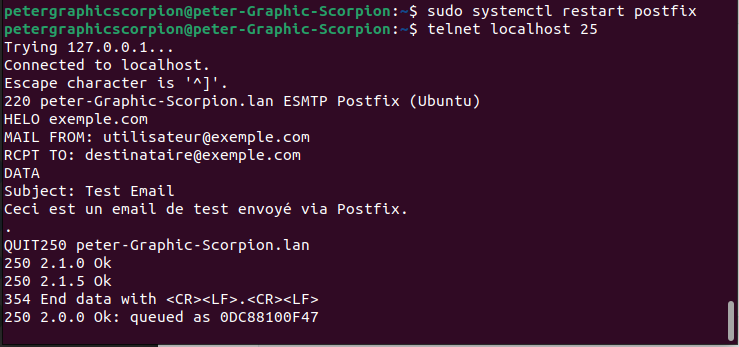 petergraphicscorpion@peter-Graphic-Scorpion:~$ sudo systemctl restart postfix
petergraphicscorpion@peter-Graphic-Scorpion:~$ telnet localhost 25
Trying 127.0.0.1...
Connected to localhost.
Escape character is '^]'.
220 peter-Graphic-Scorpion.lan ESMTP Postfix (Ubuntu)
HELO exemple.com
MAIL FROM: utilisateur@exemple.com
RCPT TO: destinataire@exemple.com
DATA
Subject: Test Email
Ceci est un email de test envoyé via Postfix.
.
QUIT250 peter-Graphic-Scorpion.lan
250 2.1.0 Ok
250 2.1.5 Ok
354 End data with <CR><LF>.<CR><LF>
250 2.0.0 Ok: queued as 0DC88100F47